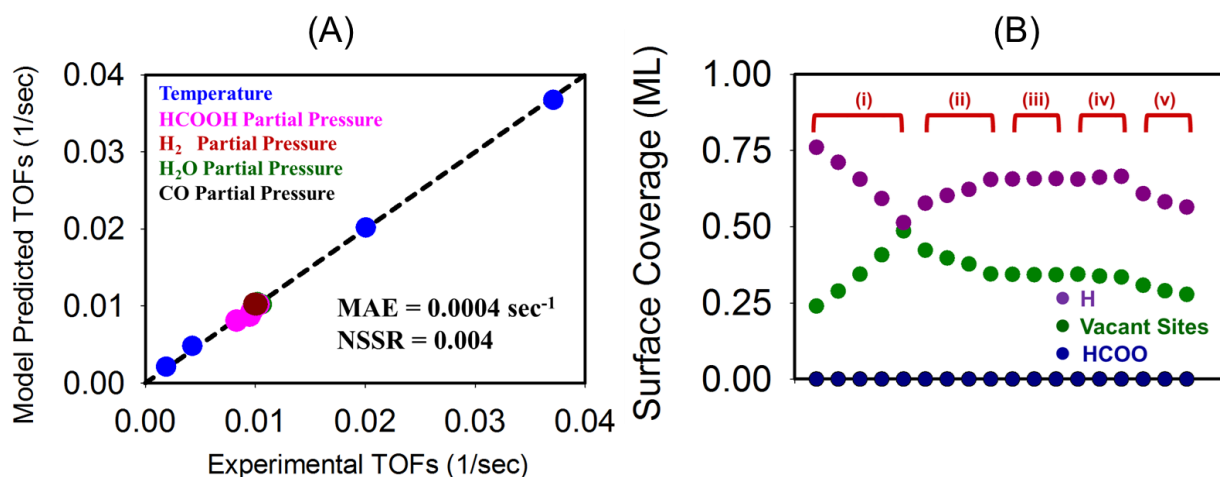 (A)
Model Predicted TOFs (1/sec)
0.04
0.03
0.02
0.01
0.00
Temperature
HCOOH Partial Pressure
H₂ Partial Pressure
H₂O Partial Pressure
CO Partial Pressure
MAE = 0.0004 sec⁻¹
NSSR = 0.004
0.00 0.01 0.02 0.03 0.04
Experimental TOFs (1/sec)
(B)
Surface Coverage (ML)
1.00
0.75
0.50
0.25
0.00
(i) (ii) (iii) (iv) (v)
H
Vacant Sites
HCOO